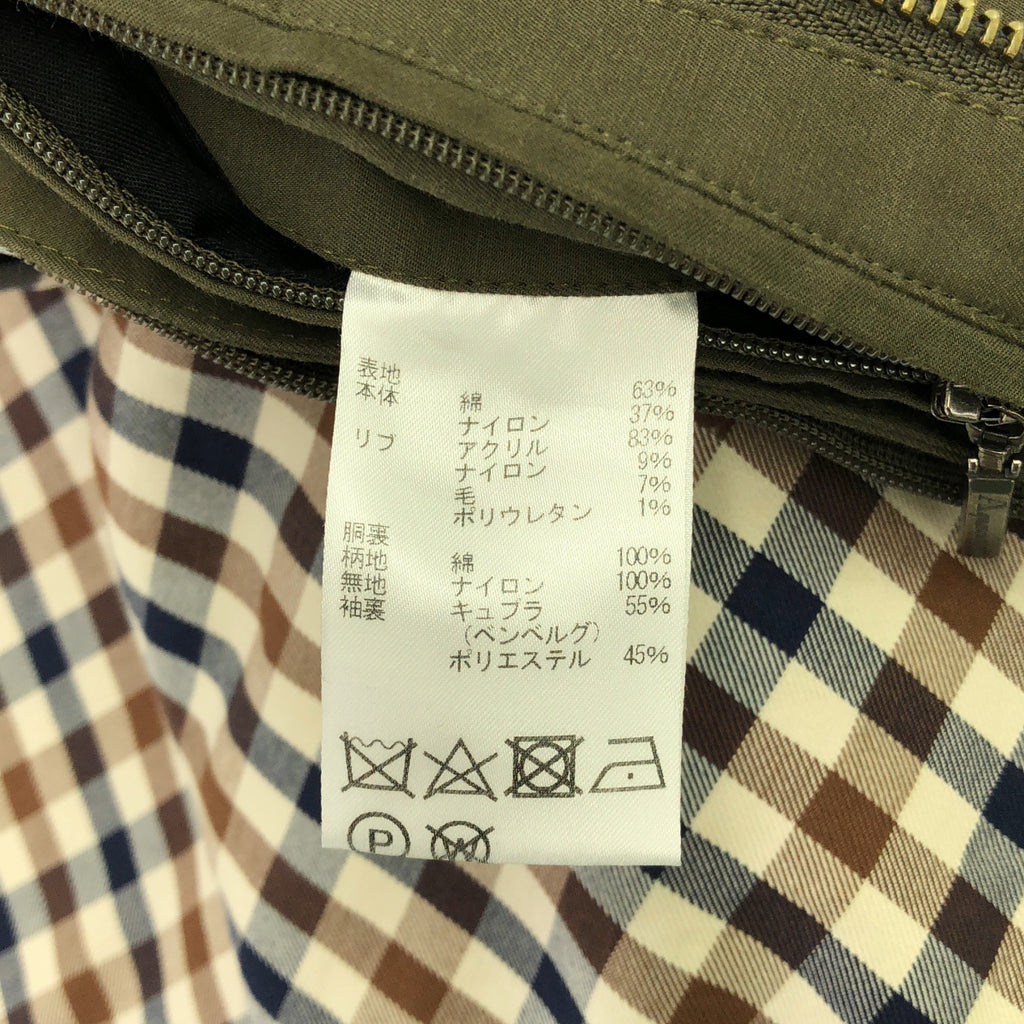 表地
本体 綿 63%
ナイロン 37%
リブ アクリル 83%
ナイロン 9%
毛 7%
ポリウレタン 1%
胴裏
柄地 綿 100%
無地 ナイロン 100%
袖裏 キュプラ 55%
(ベンベルグ)
ポリエステル 45%
P W